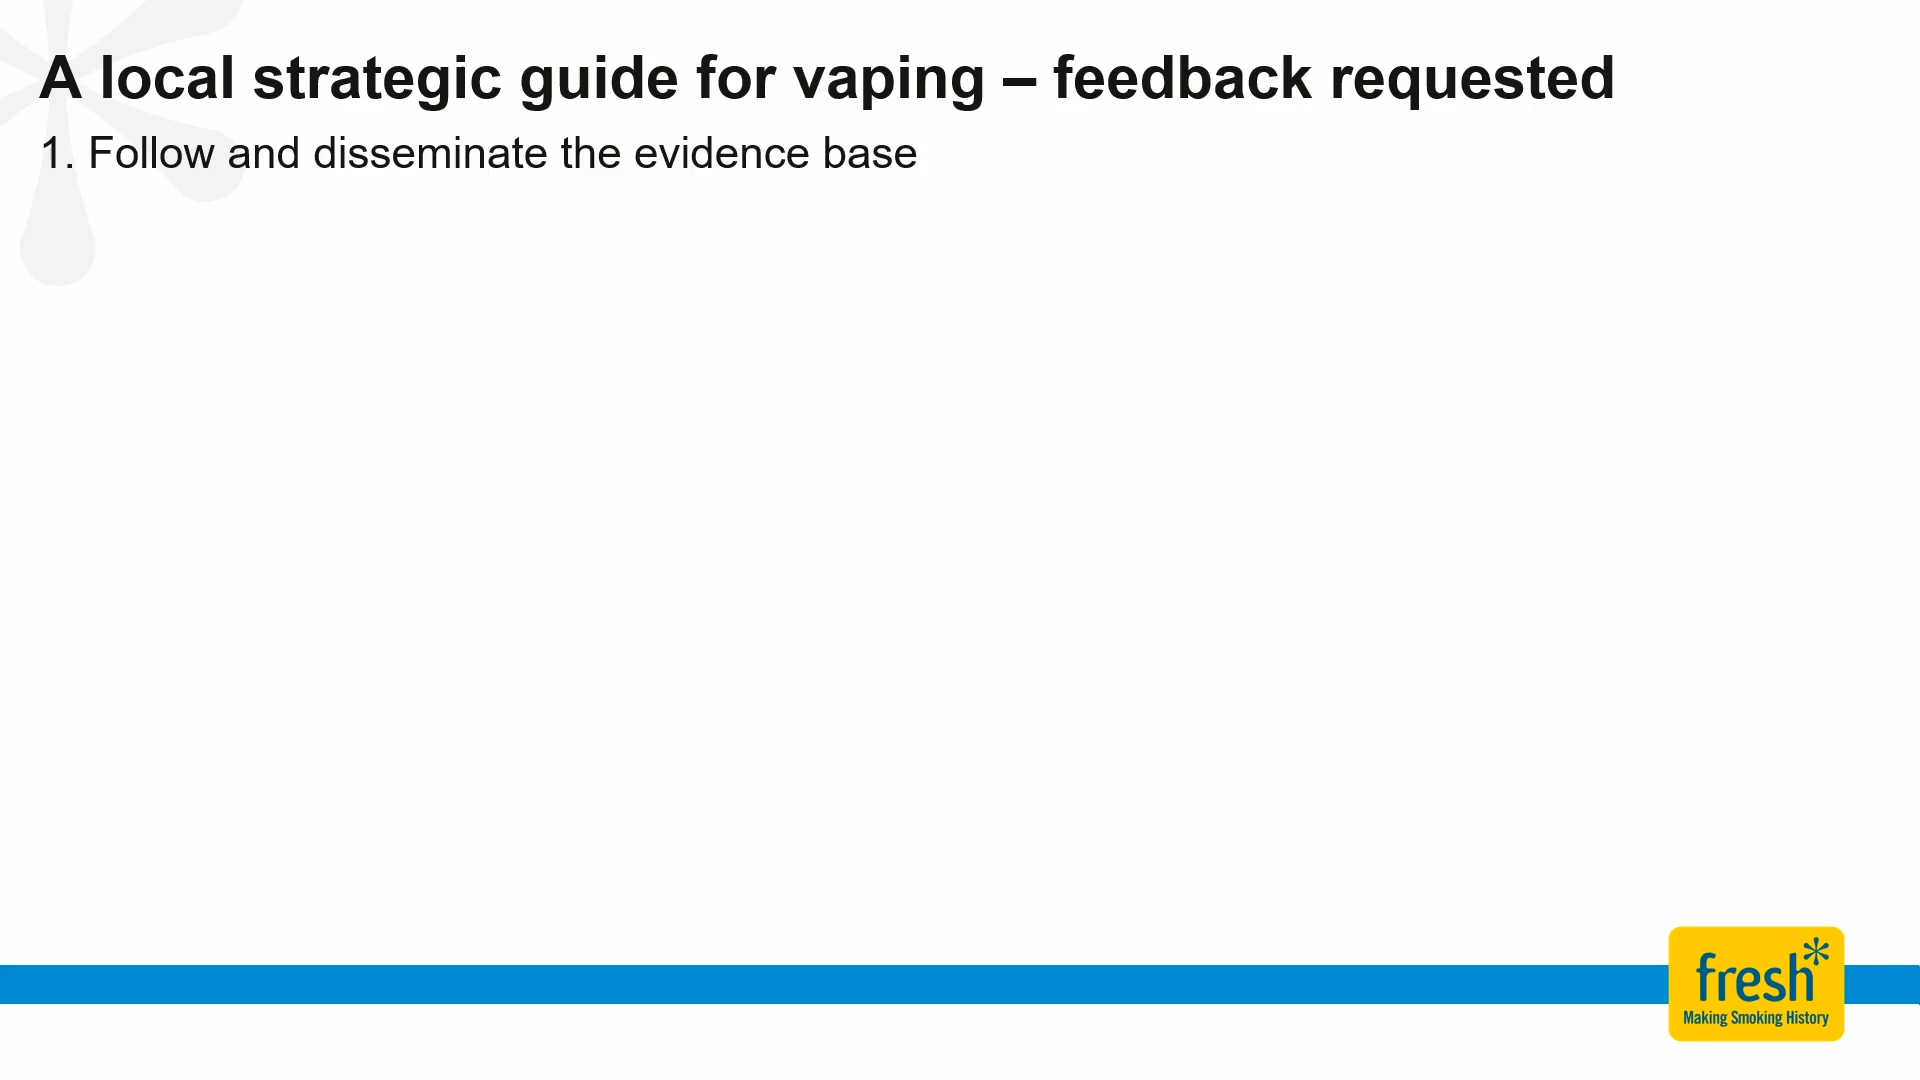 A local strategic guide for vaping – feedback requested
1. Follow and disseminate the evidence base
fresh*
Making Smoking History